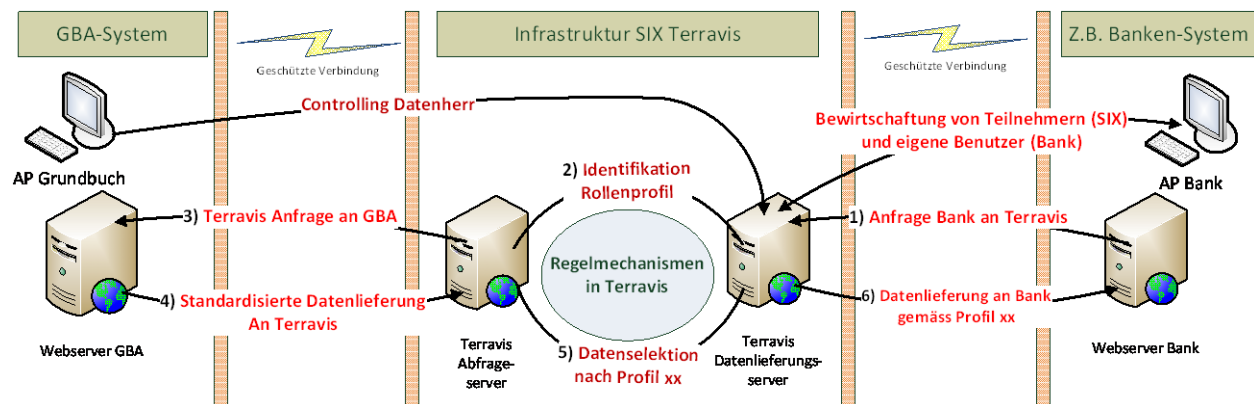 GBA-System
Infrastruktur SIX Terravis
Z.B. Banken-System
Geschützte Verbindung
Geschützte Verbindung
Controlling Datenherr
Bewirtschaftung von Teilnehmern (SIX)
und eigene Benutzer (Bank)
AP Grundbuch
AP Bank
2) Identifikation
Rollenprofil
3) Terravis Anfrage an GBA
1) Anfrage Bank an Terravis
Regelmechanismen
in Terravis
4) Standardisierte Datenlieferung
An Terravis
6) Datenlieferung an Bank
gemäss Profil xx
5) Datenselektion
nach Profil xx
Webserver GBA
Terravis
Abfrage-
server
Terravis
Datenlieferungs-
server
Webserver Bank